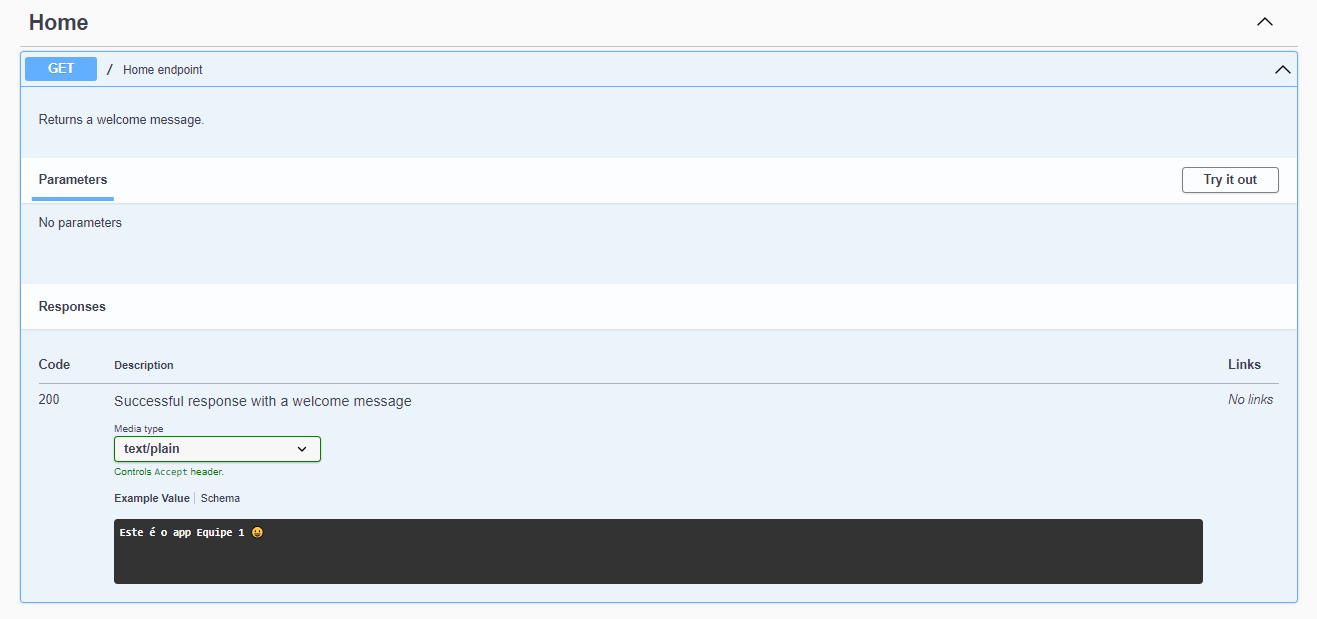 Home
GET / Home endpoint
Returns a welcome message.
Parameters Try it out
No parameters
Responses
Code Description Links
200 Successful response with a welcome message No links
Media type
text/plain
Controls Accept header.
Example Value Schema
Este é o app Equipe 1 😀